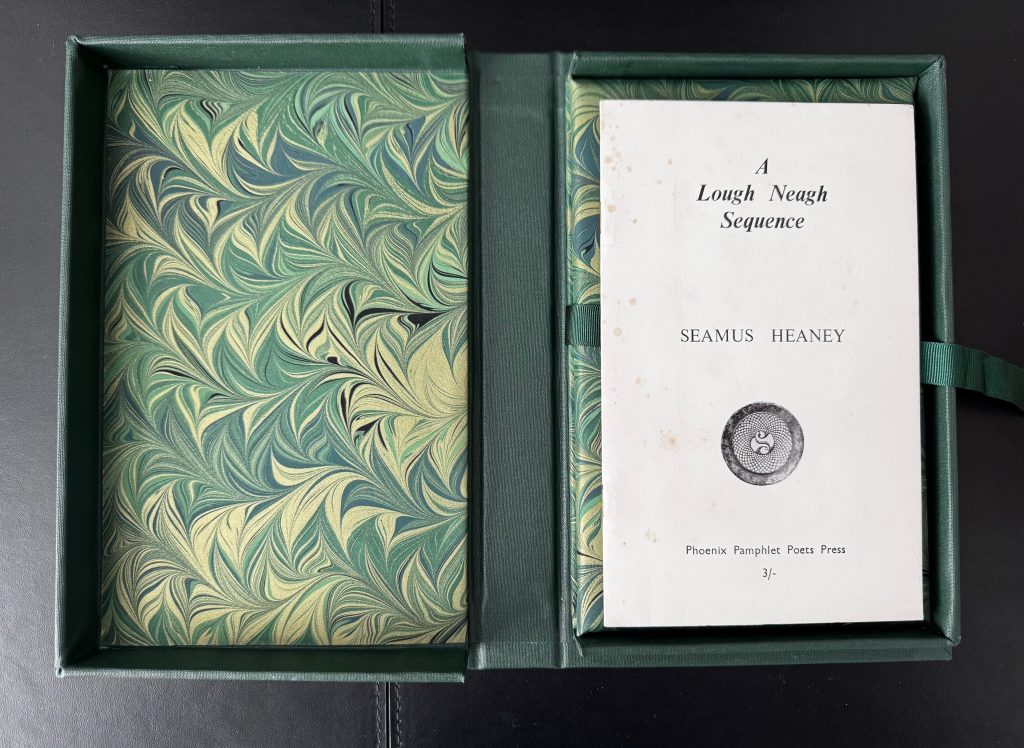 A
Lough Neagh
Sequence
SEAMUS HEANEY
Phoenix Pamphlet Poets Press
3/-